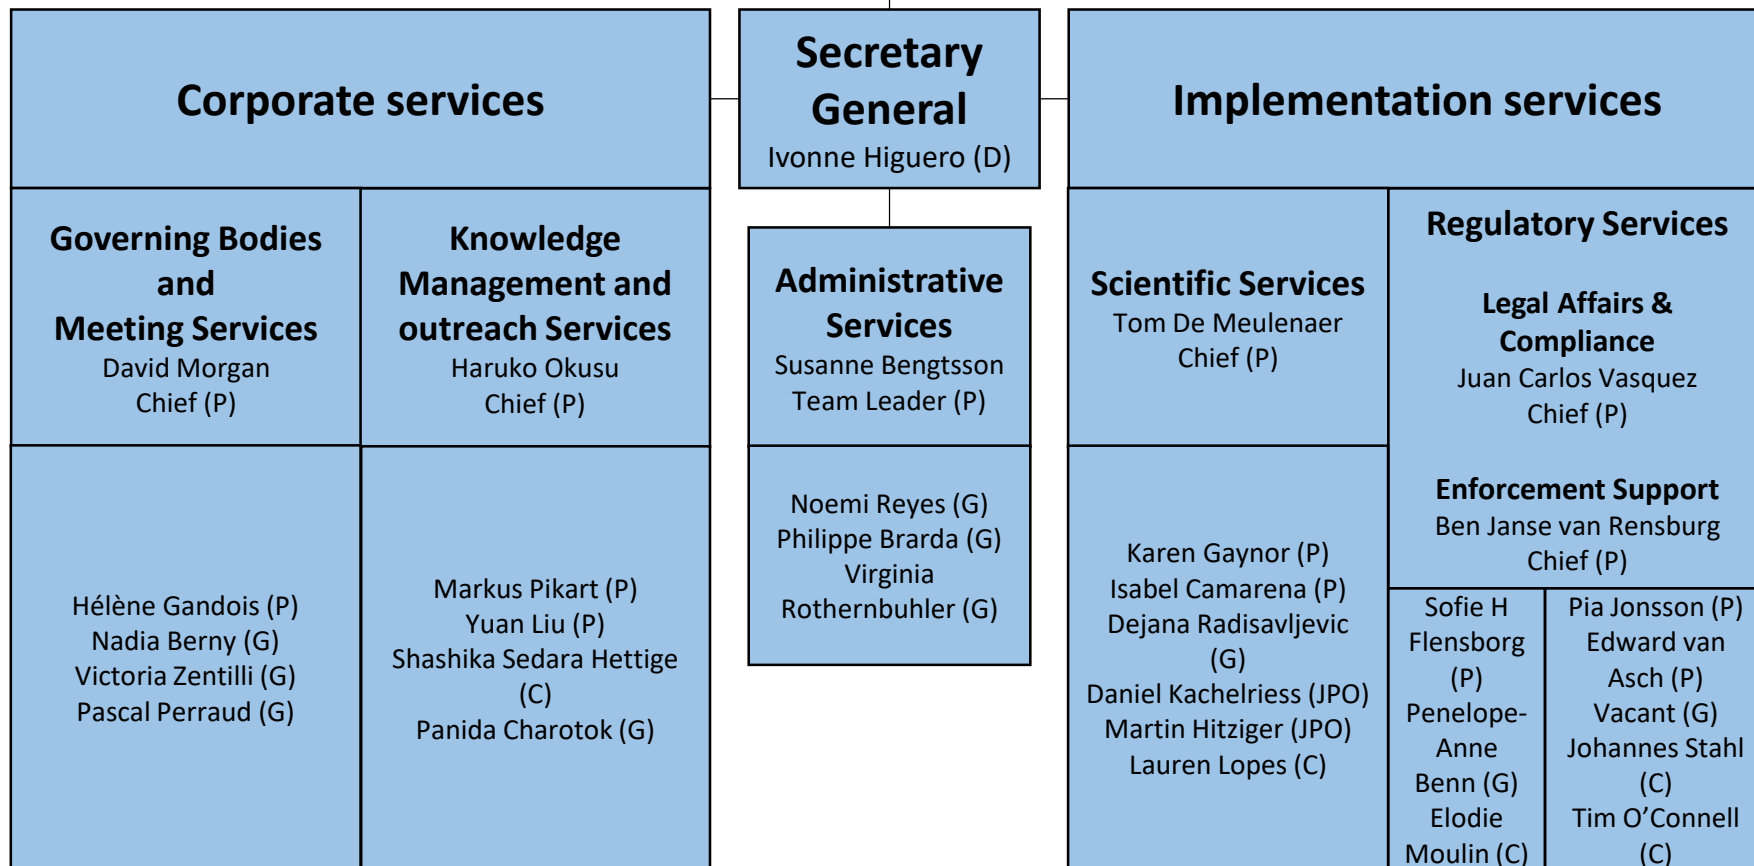 Corporate services
Secretary
General
Ivonne Higuero (D)
Implementation services
Governing Bodies
and
Meeting Services
David Morgan
Chief (P)
Knowledge
Management and
outreach Services
Haruko Okusu
Chief (P)
Administrative
Services
Susanne Bengtsson
Team Leader (P)
Scientific Services
Tom De Meulenaer
Chief (P)
Regulatory Services
Legal Affairs &
Compliance
Juan Carlos Vasquez
Chief (P)
Enforcement Support
Ben Janse van Rensburg
Chief (P)
Hélène Gandois (P)
Nadia Berny (G)
Victoria Zentilli (G)
Pascal Perraud (G)
Markus Pikart (P)
Yuan Liu (P)
Shashika Sedara Hettige
(C)
Panida Charotok (G)
Noemi Reyes (G)
Philippe Brarda (G)
Virginia
Rothernbuhler (G)
Karen Gaynor (P)
Isabel Camarena (P)
Dejana Radisavljevic
(G)
Daniel Kachelriess (JPO)
Martin Hitziger (JPO)
Lauren Lopes (C)
Sofie H
Flensborg
(P)
Penelope-
Anne
Benn (G)
Elodie
Moulin (C)
Pia Jonsson (P)
Edward van
Asch (P)
Vacant (G)
Johannes Stahl
(C)
Tim O’Connell
(C)